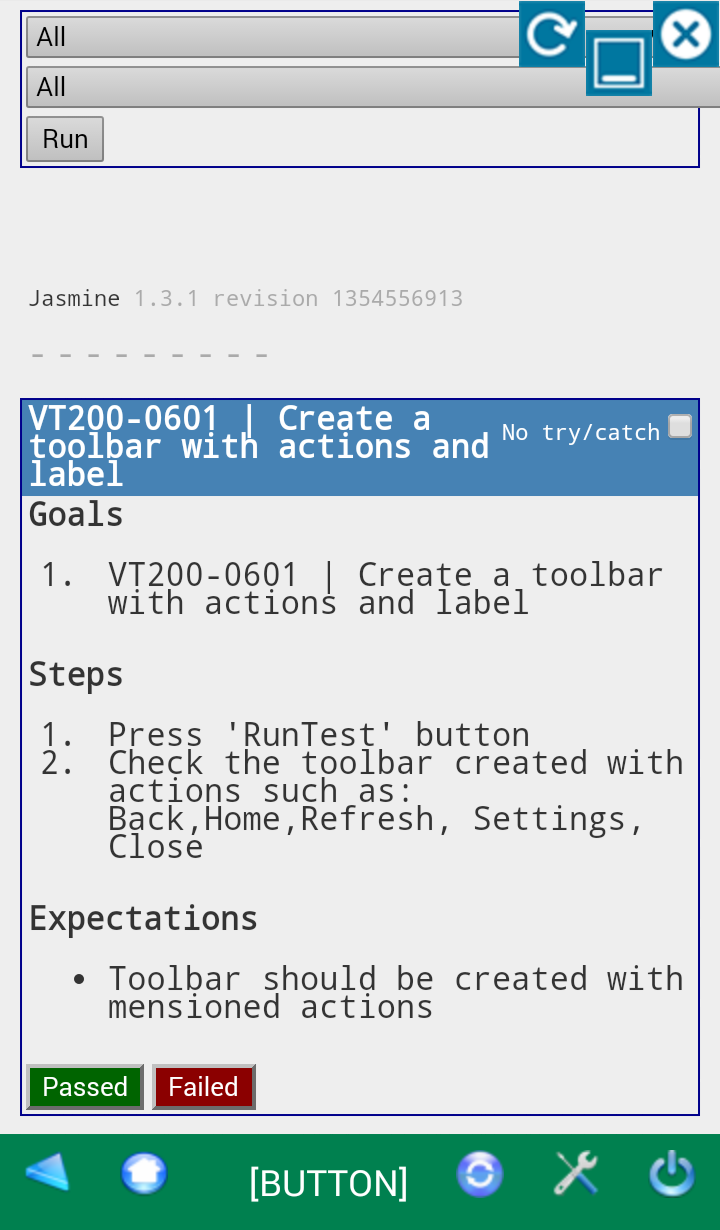 All
All
Run
Jasmine 1.3.1 revision 1354556913
- - - - - - - - -
VT200-0601 | Create a
toolbar with actions and
label
No try/catch
Goals
1. VT200-0601 | Create a toolbar
with actions and label
Steps
1. Press 'RunTest' button
2. Check the toolbar created with
actions such as:
Back,Home,Refresh, Settings,
Close
Expectations
• Toolbar should be created with
mensioned actions
Passed Failed
[BUTTON]